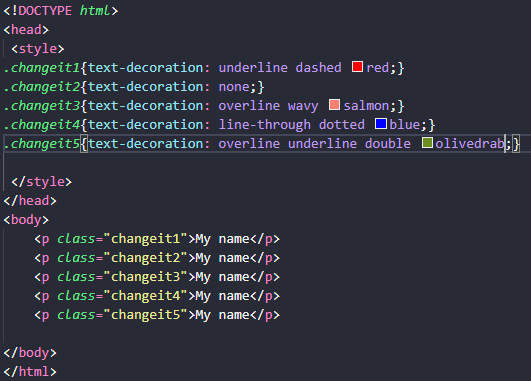 <!DOCTYPE html>
<head>
<style>
.changeit1{text-decoration: underline dashed red;}
.changeit2{text-decoration: none;}
.changeit3{text-decoration: overline wavy salmon;}
.changeit4{text-decoration: line-through dotted blue;}
.changeit5{text-decoration: overline underline double olivedrab;}
</style>
</head>
<body>
<p class="changeit1">My name</p>
<p class="changeit2">My name</p>
<p class="changeit3">My name</p>
<p class="changeit4">My name</p>
<p class="changeit5">My name</p>
</body>
</html>